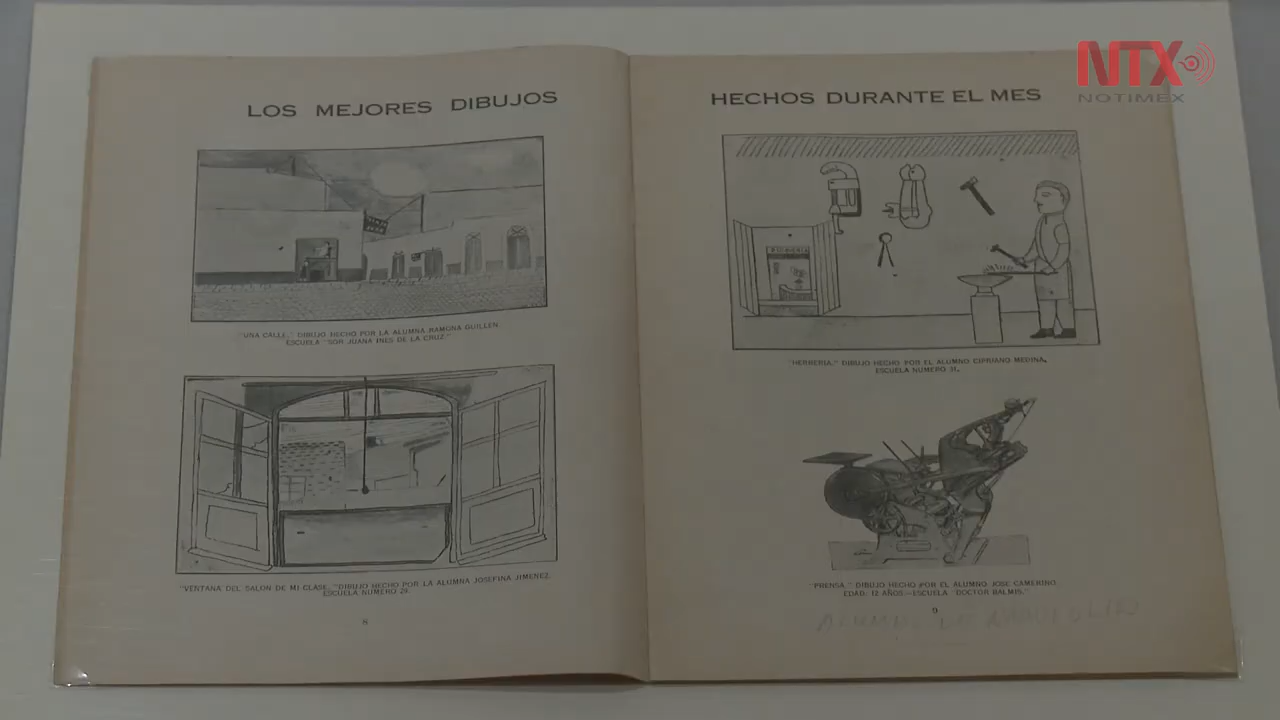 NTX
NOTIMEX
LOS MEJORES DIBUJOS
"UNA CALLE," DIBUJO HECHO POR LA ALUMNA RAMONA GUILLEN.
ESCUELA "SOR JUANA INES DE LA CRUZ."
"VENTANA DEL SALON DE MI CLASE, "DIBUJO HECHO POR LA ALUMNA JOSEFINA JIMENEZ.
ESCUELA NUMERO 29.
8
HECHOS DURANTE EL MES
"HERRERIA," DIBUJO HECHO POR EL ALUMNO CIPRIANO MEDINA.
ESCUELA NUMERO 31.
"PRENSA," DIBUJO HECHO POR EL ALUMNO JOSE CAMERINO.
EDAD: 12 AÑOS.—ESCUELA "DOCTOR BALMIS."
9